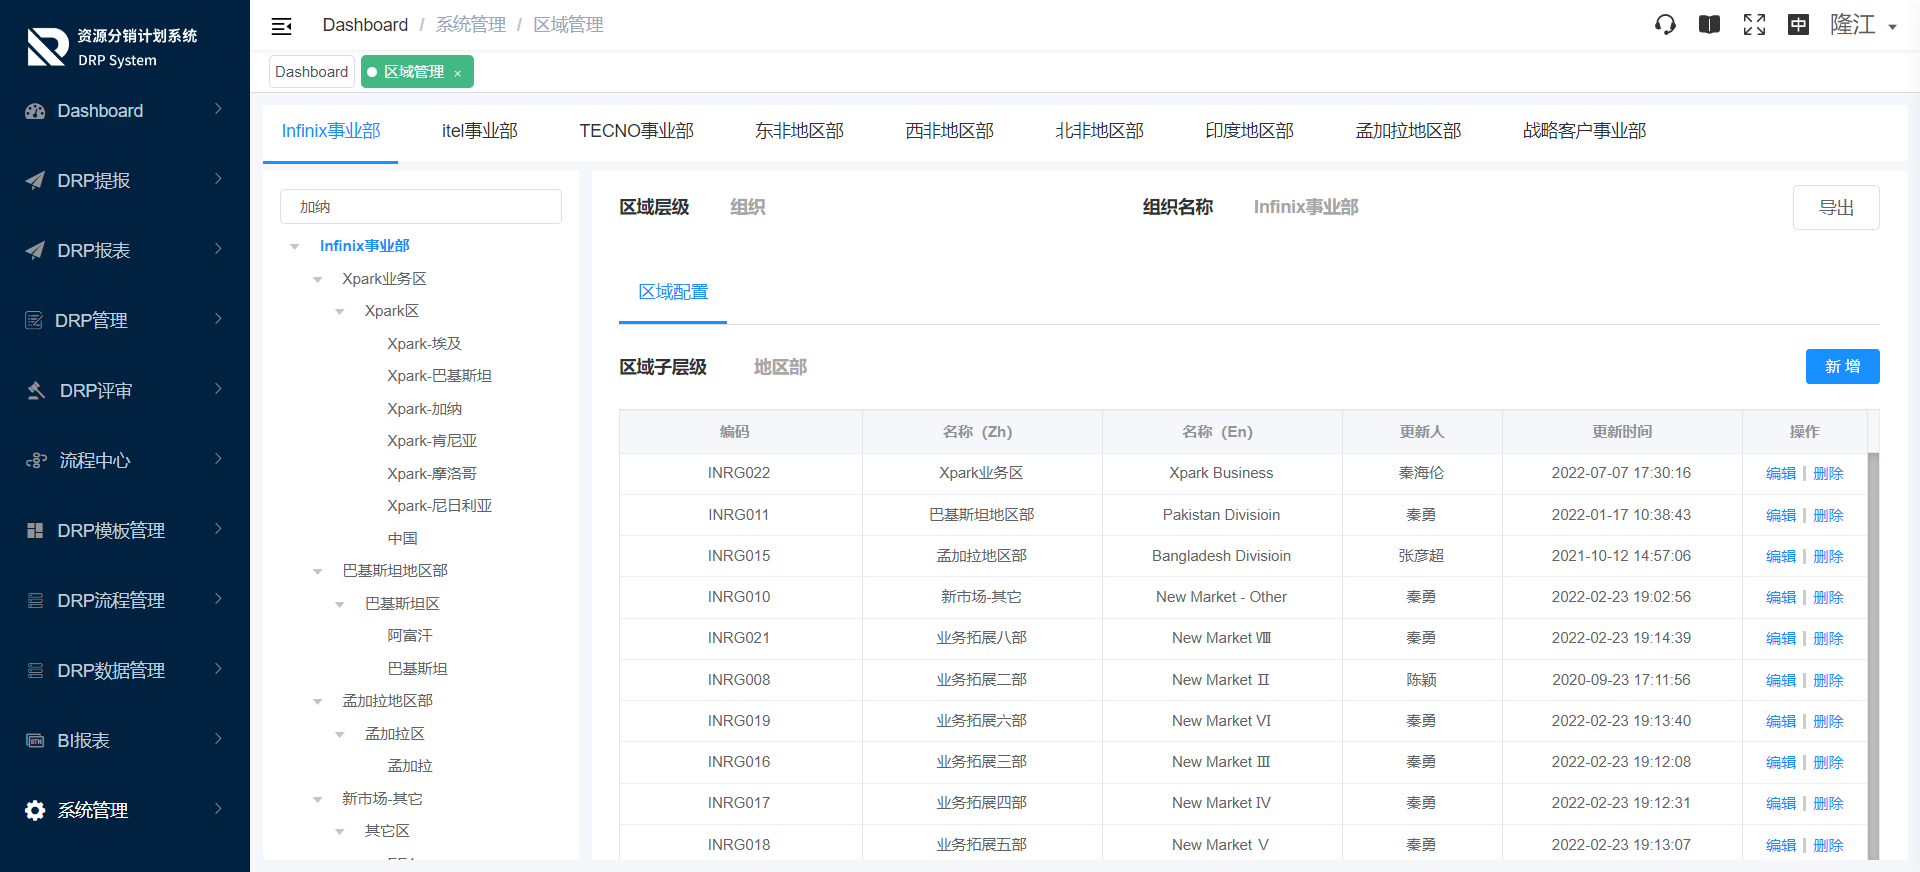 资源分销计划系统
DRP System
Dashboard
DRP提报
DRP报表
DRP管理
DRP评审
流程中心
DRP模板管理
DRP流程管理
DRP数据管理
BI报表
系统管理
Dashboard / 系统管理 / 区域管理
中 隆江
Dashboard 区域管理 ×
Infinix事业部 itel事业部 TECNO事业部 东非地区部 西非地区部 北非地区部 印度地区部 孟加拉地区部 战略客户事业部
加纳
Infinix事业部
Xpark业务区
Xpark区
Xpark-埃及
Xpark-巴基斯坦
Xpark-加纳
Xpark-肯尼亚
Xpark-摩洛哥
Xpark-尼日利亚
中国
巴基斯坦地区部
巴基斯坦区
阿富汗
巴基斯坦
孟加拉地区部
孟加拉区
孟加拉
新市场-其它
其它区
区域层级 组织 组织名称 Infinix事业部 导出
区域配置
区域子层级 地区部 新增
编码 名称（Zh） 名称（En） 更新人 更新时间 操作
INRG022 Xpark业务区 Xpark Business 秦海伦 2022-07-07 17:30:16 编辑 | 删除
INRG011 巴基斯坦地区部 Pakistan Divisioin 秦勇 2022-01-17 10:38:43 编辑 | 删除
INRG015 孟加拉地区部 Bangladesh Divisioin 张彦超 2021-10-12 14:57:06 编辑 | 删除
INRG010 新市场-其它 New Market - Other 秦勇 2022-02-23 19:02:56 编辑 | 删除
INRG021 业务拓展八部 New Market Ⅷ 秦勇 2022-02-23 19:14:39 编辑 | 删除
INRG008 业务拓展二部 New Market Ⅱ 陈颖 2020-09-23 17:11:56 编辑 | 删除
INRG019 业务拓展六部 New Market Ⅵ 秦勇 2022-02-23 19:13:40 编辑 | 删除
INRG016 业务拓展三部 New Market Ⅲ 秦勇 2022-02-23 19:12:08 编辑 | 删除
INRG017 业务拓展四部 New Market Ⅳ 秦勇 2022-02-23 19:12:31 编辑 | 删除
INRG018 业务拓展五部 New Market Ⅴ 秦勇 2022-02-23 19:13:07 编辑 | 删除